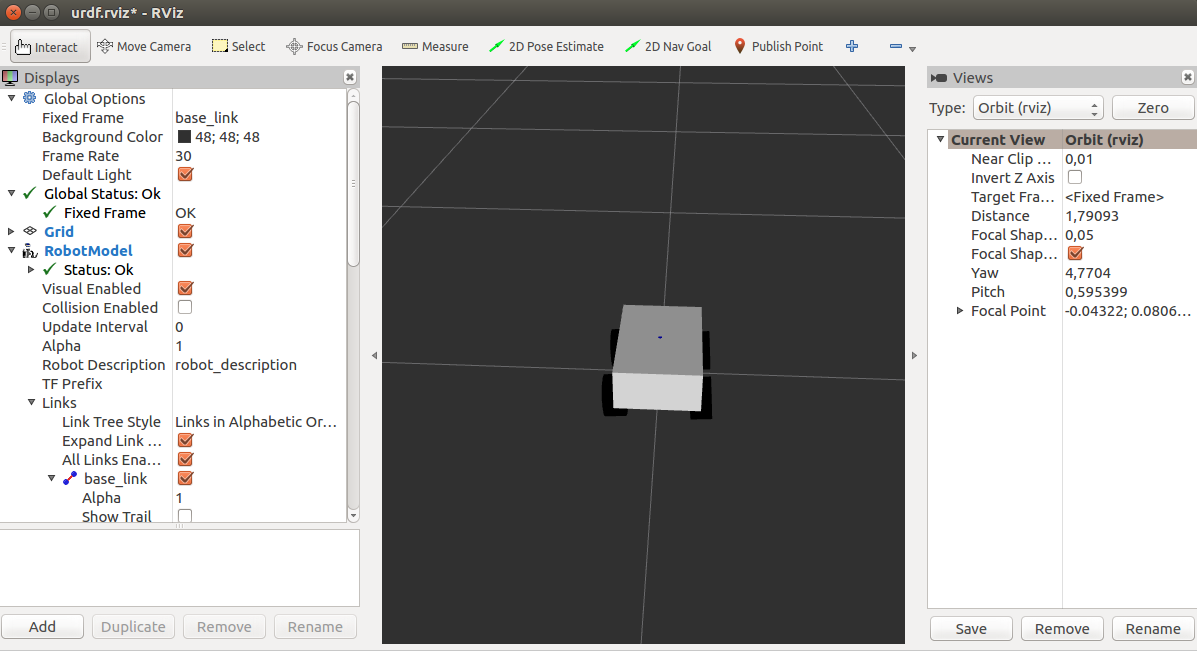 urdf.rviz* - RViz
Interact Move Camera Select Focus Camera Measure 2D Pose Estimate 2D Nav Goal Publish Point
Displays
Global Options
Fixed Frame base_link
Background Color 48; 48; 48
Frame Rate 30
Default Light
Global Status: Ok
Fixed Frame OK
Grid
RobotModel
Status: Ok
Visual Enabled
Collision Enabled
Update Interval 0
Alpha 1
Robot Description robot_description
TF Prefix
Links
Link Tree Style Links in Alphabetic Or...
Expand Link ...
All Links Ena...
base_link
Alpha 1
Show Trail
Add Duplicate Remove Rename
Views
Type: Orbit (rviz) Zero
Current View Orbit (rviz)
Near Clip ... 0,01
Invert Z Axis
Target Fra... <Fixed Frame>
Distance 1,79093
Focal Shap... 0,05
Focal Shap...
Yaw 4,7704
Pitch 0,595399
Focal Point -0.04322; 0.0806...
Save Remove Rename